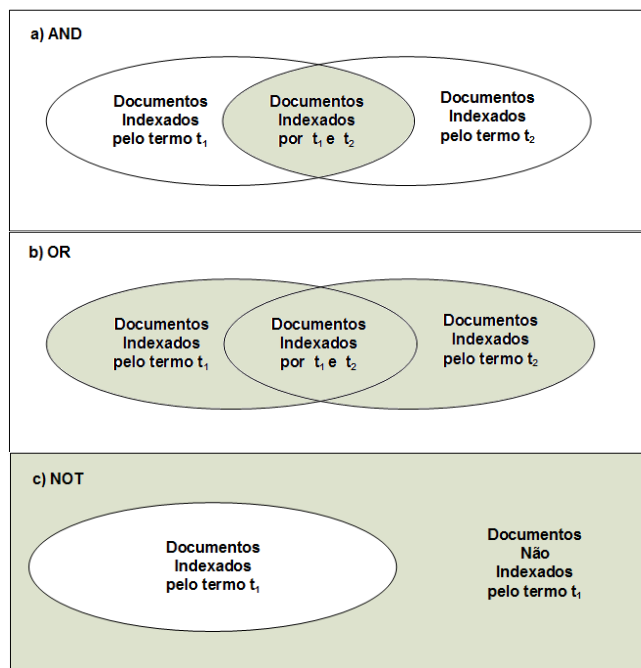 a) AND
Documentos
Indexados
pelo termo t₁
Documentos
Indexados
por t₁ e t₂
Documentos
Indexados
pelo termo t₂
b) OR
Documentos
Indexados
pelo termo t₁
Documentos
Indexados
por t₁ e t₂
Documentos
Indexados
pelo termo t₂
c) NOT
Documentos
Indexados
pelo termo t₁
Documentos
Não
Indexados
pelo termo t₁